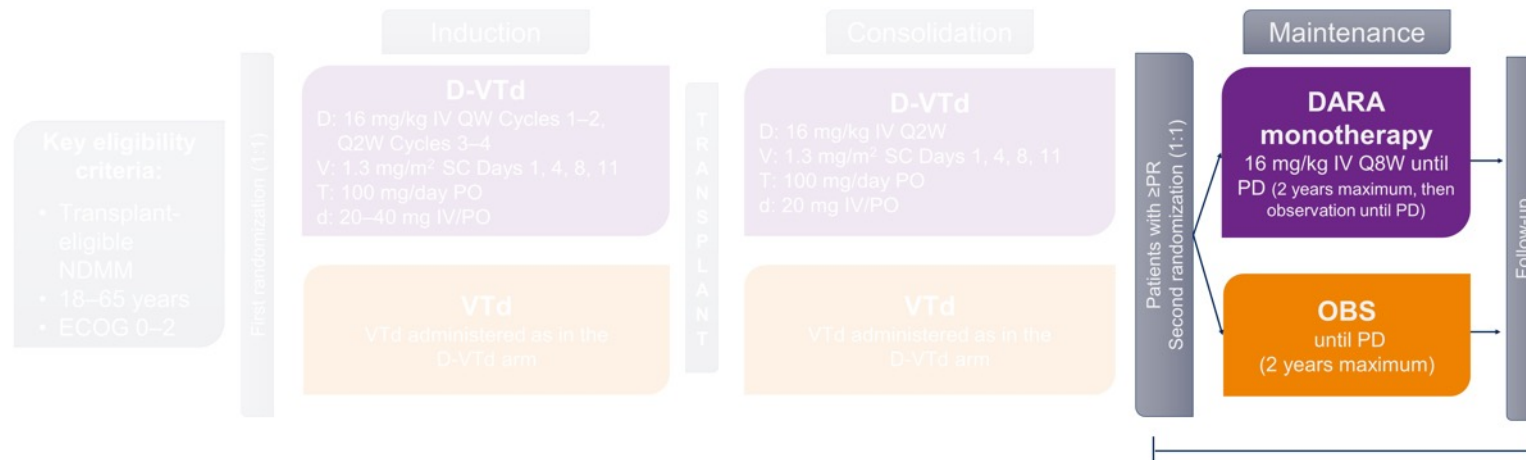 Induction
Consolidation
Maintenance
Key eligibility
criteria:
• Transplant-
eligible
NDMM
• 18–65 years
• ECOG 0–2
First randomization (1:1)
D-VTd
D: 16 mg/kg IV QW Cycles 1–2,
Q2W Cycles 3–4
V: 1.3 mg/m² SC Days 1, 4, 8, 11
T: 100 mg/day PO
d: 20–40 mg IV/PO
VTd
VTd administered as in the
D-VTd arm
TRANSPLANT
D-VTd
D: 16 mg/kg IV Q2W
V: 1.3 mg/m² SC Days 1, 4, 8, 11
T: 100 mg/day PO
d: 20 mg IV/PO
VTd
VTd administered as in the
D-VTd arm
Patients with ≥PR
Second randomization (1:1)
DARA
monotherapy
16 mg/kg IV Q8W until
PD (2 years maximum, then
observation until PD)
OBS
until PD
(2 years maximum)
Follow-up